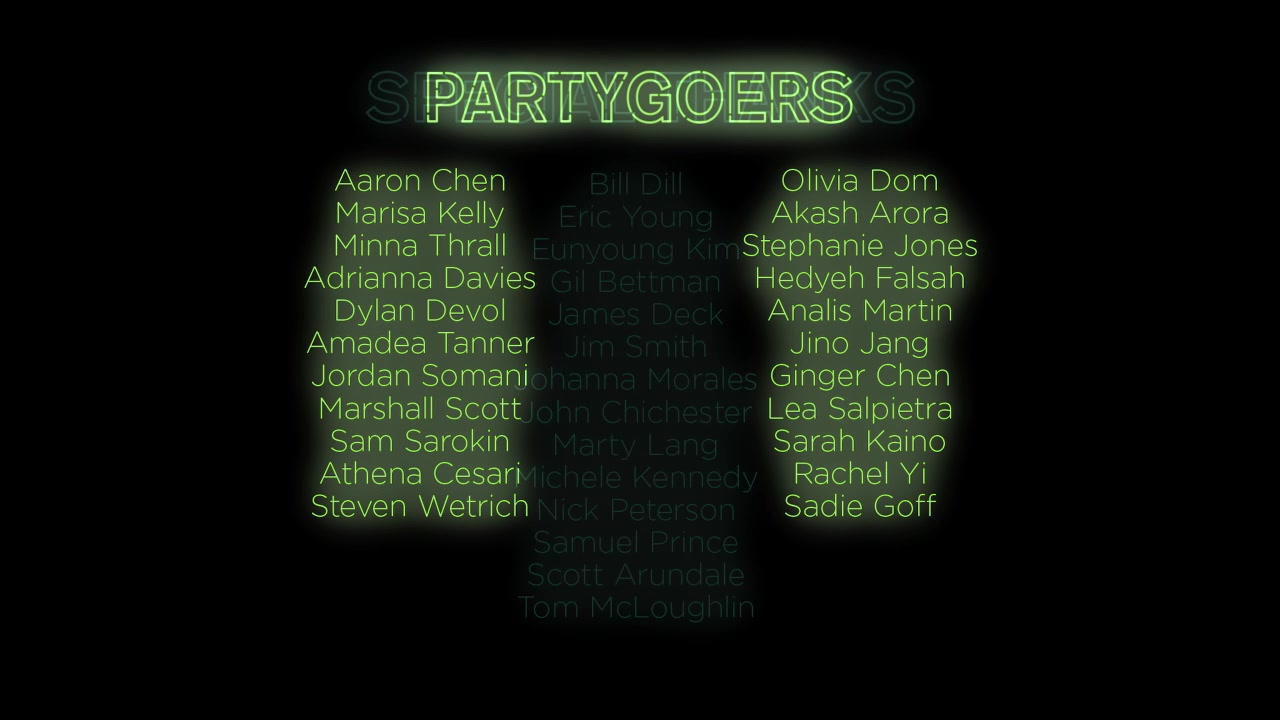 PARTYGOERS
SPECIAL THANKS
Aaron Chen
Marisa Kelly
Minna Thrall
Adrianna Davies
Dylan Devol
Amadea Tanner
Jordan Somani
Marshall Scott
Sam Sarokin
Athena Cesari
Steven Wetrich
Bill Dill
Eric Young
Eunyoung Kim
Gil Bettman
James Deck
Jim Smith
Johanna Morales
John Chichester
Marty Lang
Michele Kennedy
Nick Peterson
Samuel Prince
Scott Arundale
Tom McLoughlin
Olivia Dom
Akash Arora
Stephanie Jones
Hedyeh Falsah
Analis Martin
Jino Jang
Ginger Chen
Lea Salpietra
Sarah Kaino
Rachel Yi
Sadie Goff